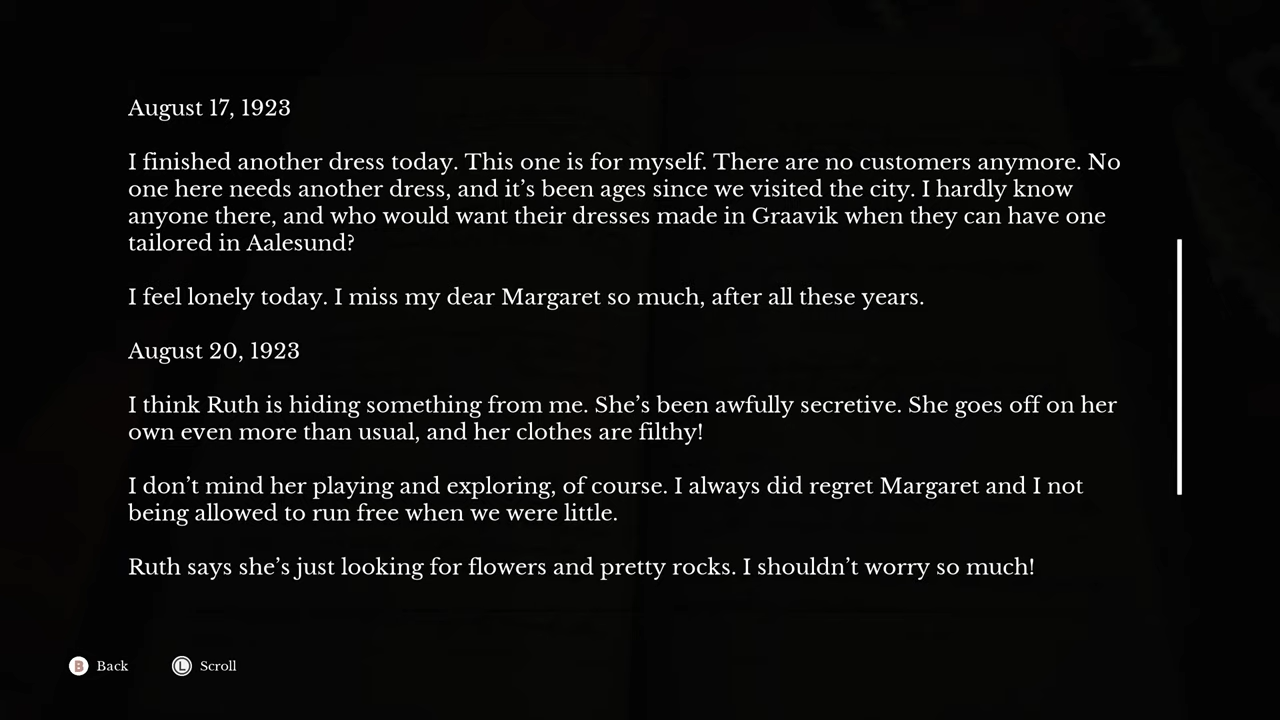 August 17, 1923
I finished another dress today. This one is for myself. There are no customers anymore. No
one here needs another dress, and it’s been ages since we visited the city. I hardly know
anyone there, and who would want their dresses made in Graavik when they can have one
tailored in Aalesund?
I feel lonely today. I miss my dear Margaret so much, after all these years.
August 20, 1923
I think Ruth is hiding something from me. She’s been awfully secretive. She goes off on her
own even more than usual, and her clothes are filthy!
I don’t mind her playing and exploring, of course. I always did regret Margaret and I not
being allowed to run free when we were little.
Ruth says she’s just looking for flowers and pretty rocks. I shouldn’t worry so much!
B Back L Scroll